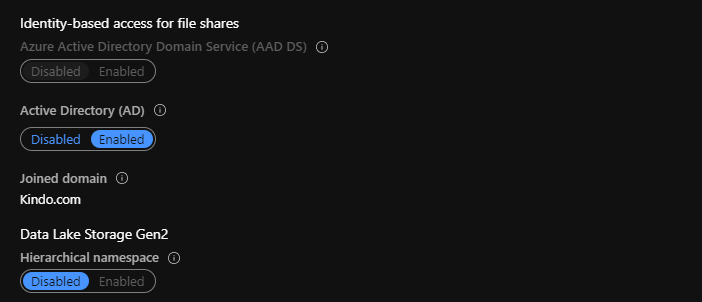 Identity-based access for file shares
Azure Active Directory Domain Service (AAD DS)
Disabled Enabled
Active Directory (AD)
Disabled Enabled
Joined domain
Kindo.com
Data Lake Storage Gen2
Hierarchical namespace
Disabled Enabled